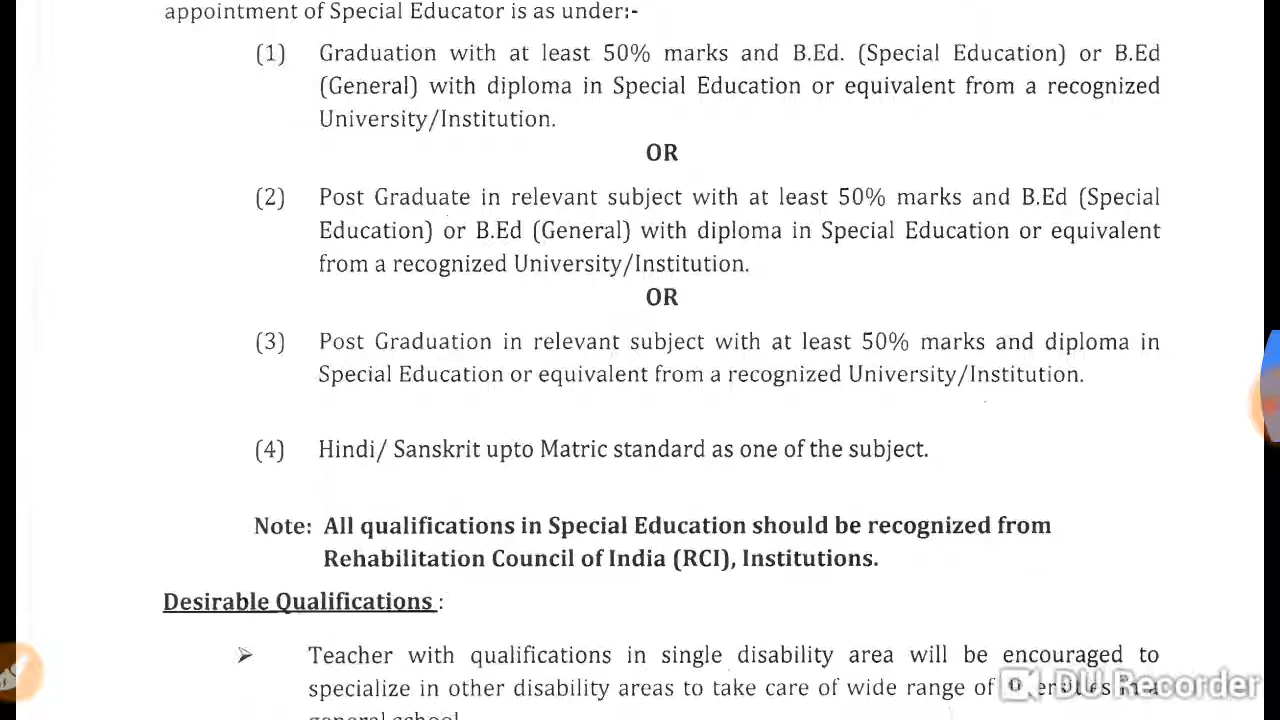 appointment of Special Educator is as under:-
(1) Graduation with at least 50% marks and B.Ed. (Special Education) or B.Ed
(General) with diploma in Special Education or equivalent from a recognized
University/Institution.
OR
(2) Post Graduate in relevant subject with at least 50% marks and B.Ed (Special
Education) or B.Ed (General) with diploma in Special Education or equivalent
from a recognized University/Institution.
OR
(3) Post Graduation in relevant subject with at least 50% marks and diploma in
Special Education or equivalent from a recognized University/Institution.
(4) Hindi/ Sanskrit upto Matric standard as one of the subject.
Note: All qualifications in Special Education should be recognized from
Rehabilitation Council of India (RCI), Institutions.
Desirable Qualifications :
➢ Teacher with qualifications in single disability area will be encouraged to
specialize in other disability areas to take care of wide range of
general school
DU Recorder